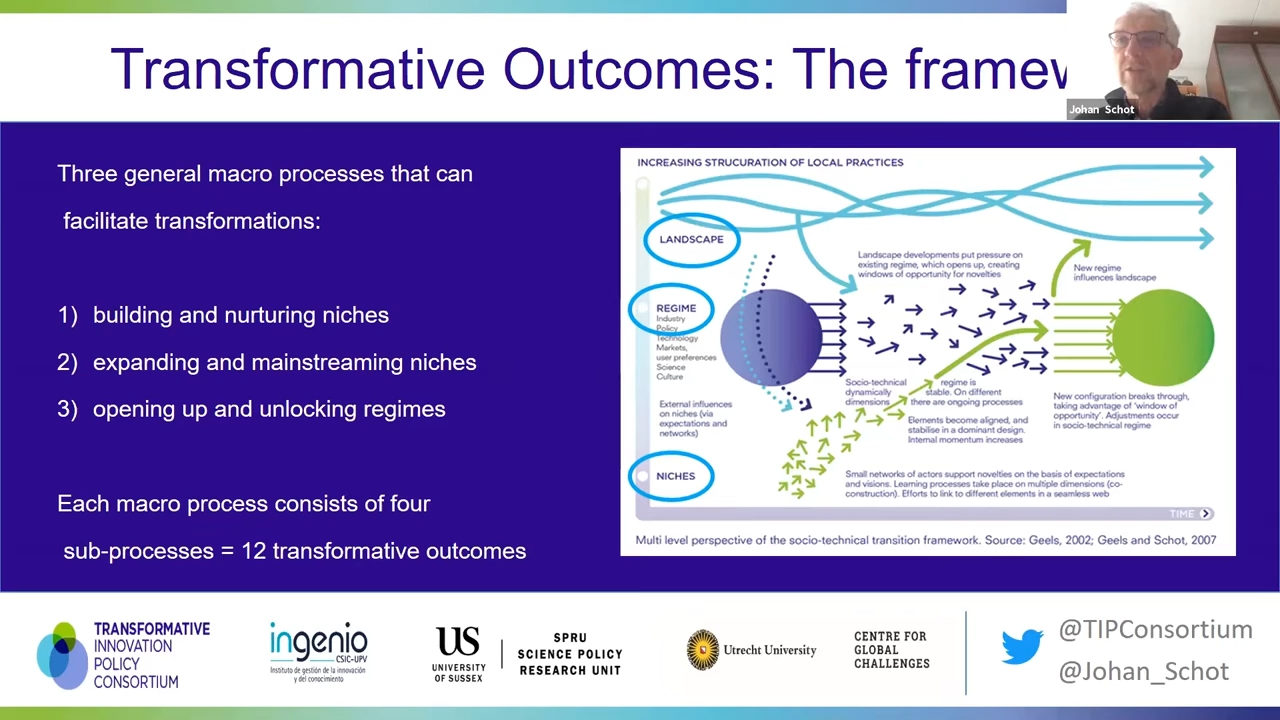 Transformative Outcomes: The framew
Johan Schot
Three general macro processes that can
facilitate transformations:
1) building and nurturing niches
2) expanding and mainstreaming niches
3) opening up and unlocking regimes
Each macro process consists of four
sub-processes = 12 transformative outcomes
INCREASING STRUCURATION OF LOCAL PRACTICES
LANDSCAPE
Landscape developments put pressure on
existing regime, which opens up, creating
windows of opportunity for novelties
New regime
influences landscape
REGIME
Industry
Policy
Technology
Markets,
user preferences
Science
Culture
Socio-technical regime is
dynamically stable. On different
dimensions there are ongoing processes
External influences
on niches (via
expectations and
networks)
Elements become aligned, and
stabilise in a dominant design.
Internal momentum increases
New configuration breaks through,
taking advantage of 'window of
opportunity'. Adjustments occur
in socio-technical regime
NICHES
Small networks of actors support novelties on the basis of expectations
and visions. Learning processes take place on multiple dimensions (co-
construction). Efforts to link to different elements in a seamless web
TIME
Multi level perspective of the socio-technical transition framework. Source: Geels, 2002; Geels and Schot, 2007
TRANSFORMATIVE
INNOVATION
POLICY
CONSORTIUM
ingenio
CSIC-UPV
Instituto de gestión de la innovación
y del conocimiento
US
UNIVERSITY
OF SUSSEX
SPRU
SCIENCE POLICY
RESEARCH UNIT
Utrecht University
CENTRE FOR
GLOBAL
CHALLENGES
@TIPConsortium
@Johan_Schot